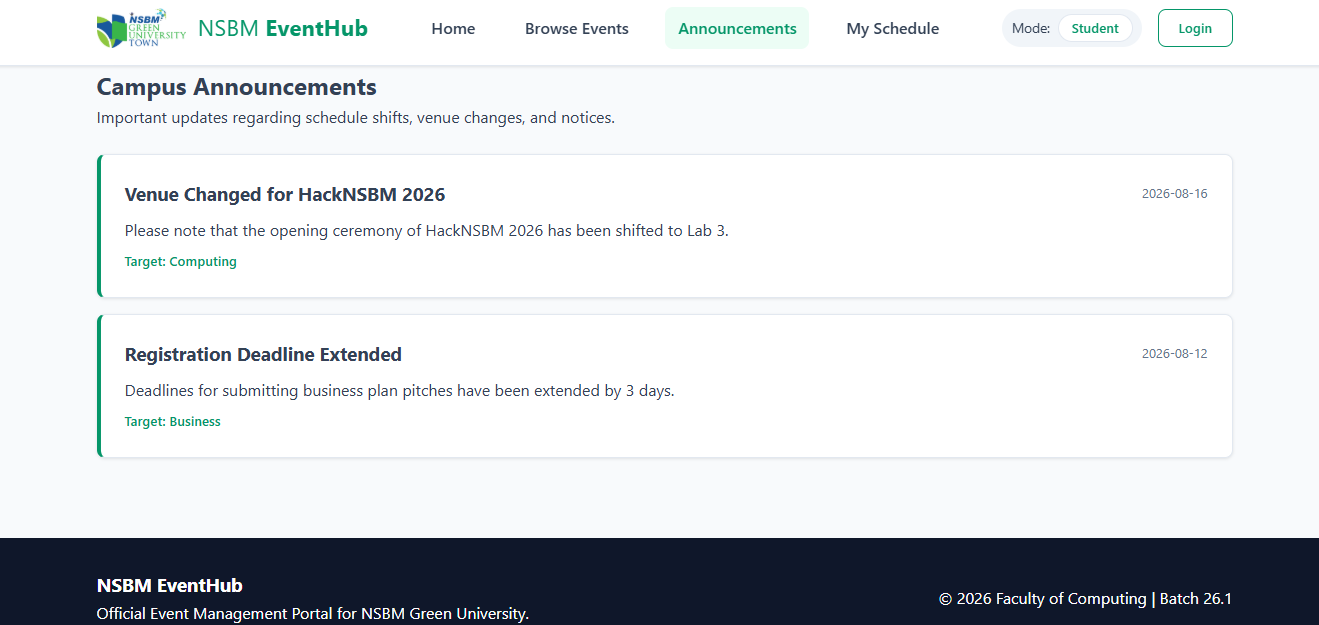 NSBM
GREEN
UNIVERSITY
TOWN
NSBM EventHub
Home
Browse Events
Announcements
My Schedule
Mode: Student
Login
Campus Announcements
Important updates regarding schedule shifts, venue changes, and notices.
Venue Changed for HackNSBM 2026
2026-08-16
Please note that the opening ceremony of HackNSBM 2026 has been shifted to Lab 3.
Target: Computing
Registration Deadline Extended
2026-08-12
Deadlines for submitting business plan pitches have been extended by 3 days.
Target: Business
NSBM EventHub
Official Event Management Portal for NSBM Green University.
© 2026 Faculty of Computing | Batch 26.1